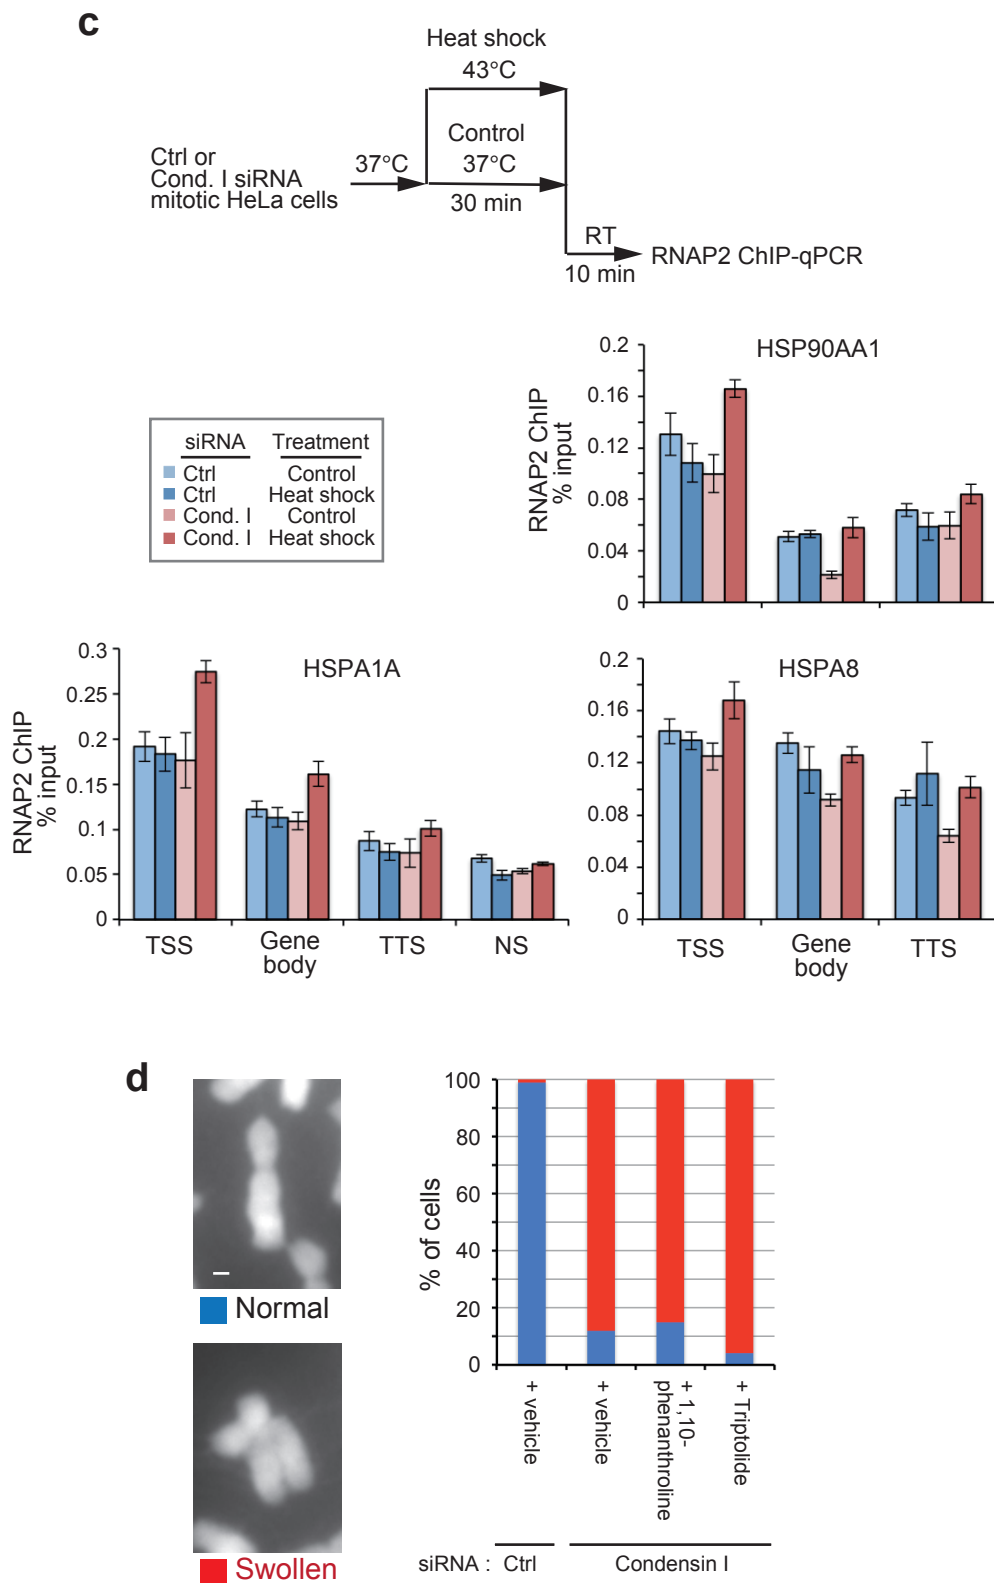 c
Heat shock
43°C
Control
37°C
37°C
30 min
Ctrl or
Cond. I siRNA
mitotic HeLa cells
RT
10 min
RNAP2 ChIP-qPCR
siRNA Treatment
Ctrl Control
Ctrl Heat shock
Cond. I Control
Cond. I Heat shock
HSP90AA1
RNAP2 ChIP
% input
0.2
0.16
0.12
0.08
0.04
0
HSPA1A
RNAP2 ChIP
% input
0.3
0.25
0.2
0.15
0.1
0.05
0
TSS
Gene
body
TTS
NS
HSPA8
0.2
0.16
0.12
0.08
0.04
0
TSS
Gene
body
TTS
d
Normal
Swollen
% of cells
100
80
60
40
20
0
+ vehicle
+ vehicle
+ 1,10-
phenanthroline
+ Triptolide
siRNA : Ctrl Condensin I